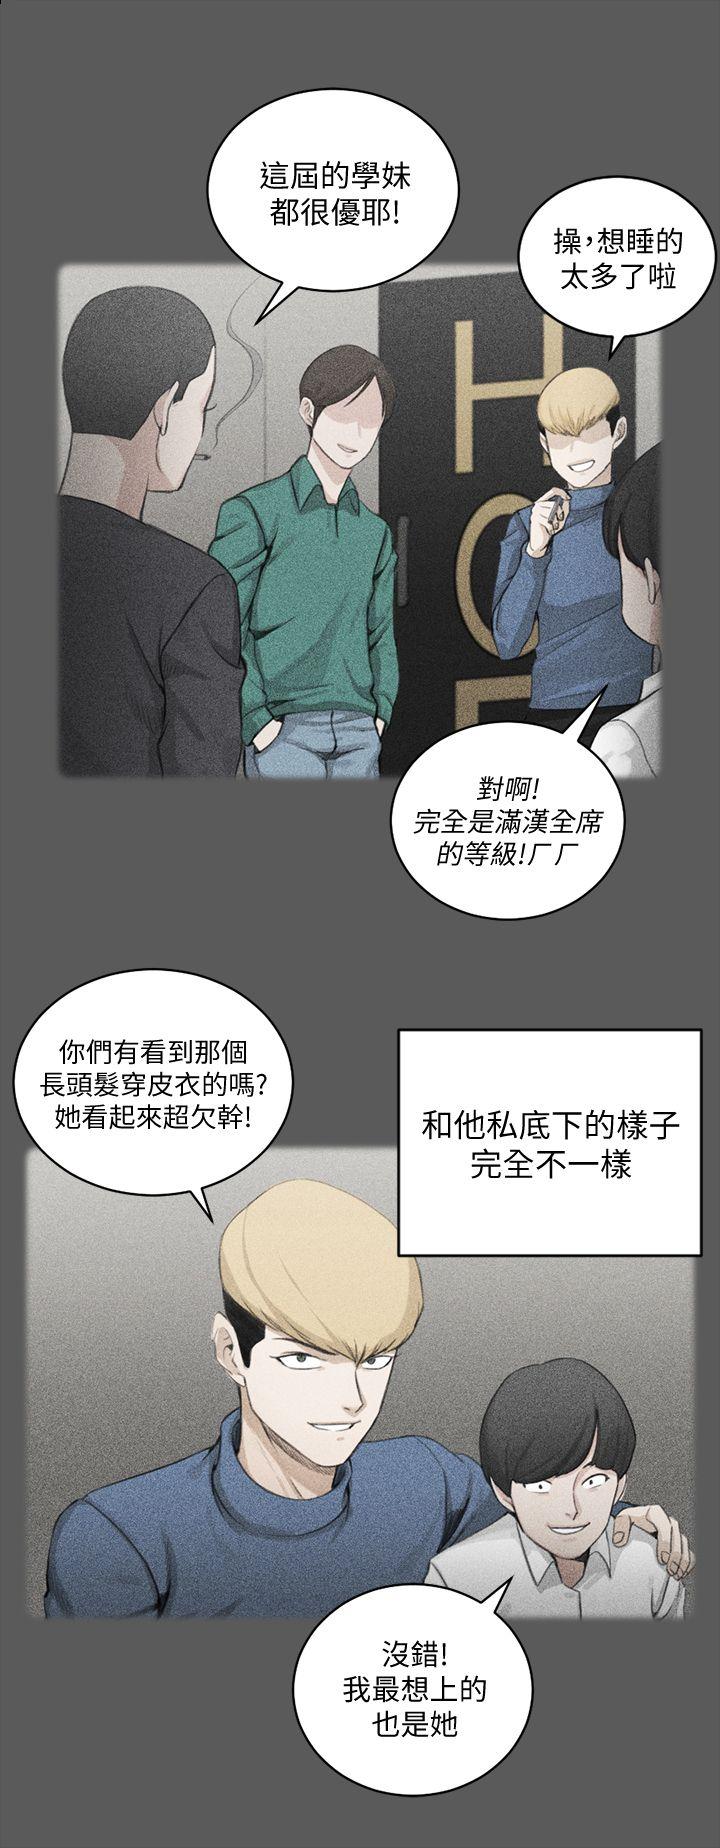 這屆的學妹
都很優耶!
操,想睡的
太多了啦
HO
對啊!
完全是滿漢全席
的等級!厂厂
你們有看到那個
長頭髮穿皮衣的嗎?
她看起來超欠幹!
和他私底下的樣子
完全不一樣
沒錯!
我最想上的
也是她